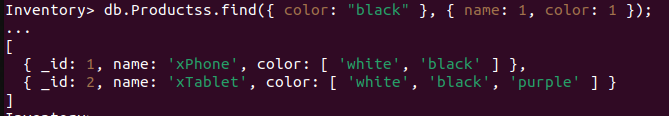 Inventory> db.Productss.find({ color: "black" }, { name: 1, color: 1 });
...
[
  { _id: 1, name: 'xPhone', color: [ 'white', 'black' ] },
  { _id: 2, name: 'xTablet', color: [ 'white', 'black', 'purple' ] }
]